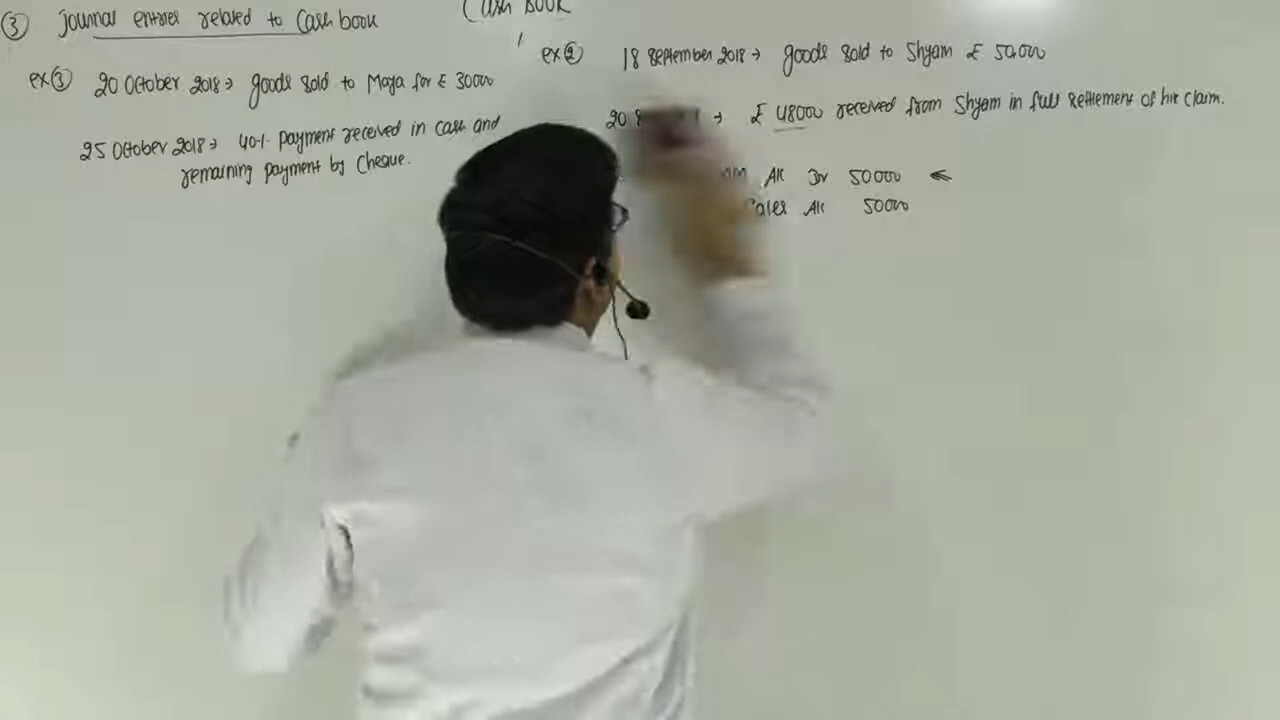 Cash Book
③ Journal entries related to Cash book
ex① 20 October 2018→ goods sold to Maya for £ 30000
25 October 2018→ 40% payment received in cash and
remaining payment by Cheque.
ex② 18 September 2018→ goods sold to Shyam £ 50000
20 → £ 48000 received from Shyam in full settlement of his claim.
A/c Dr 50000 ←
Sales A/c 50000